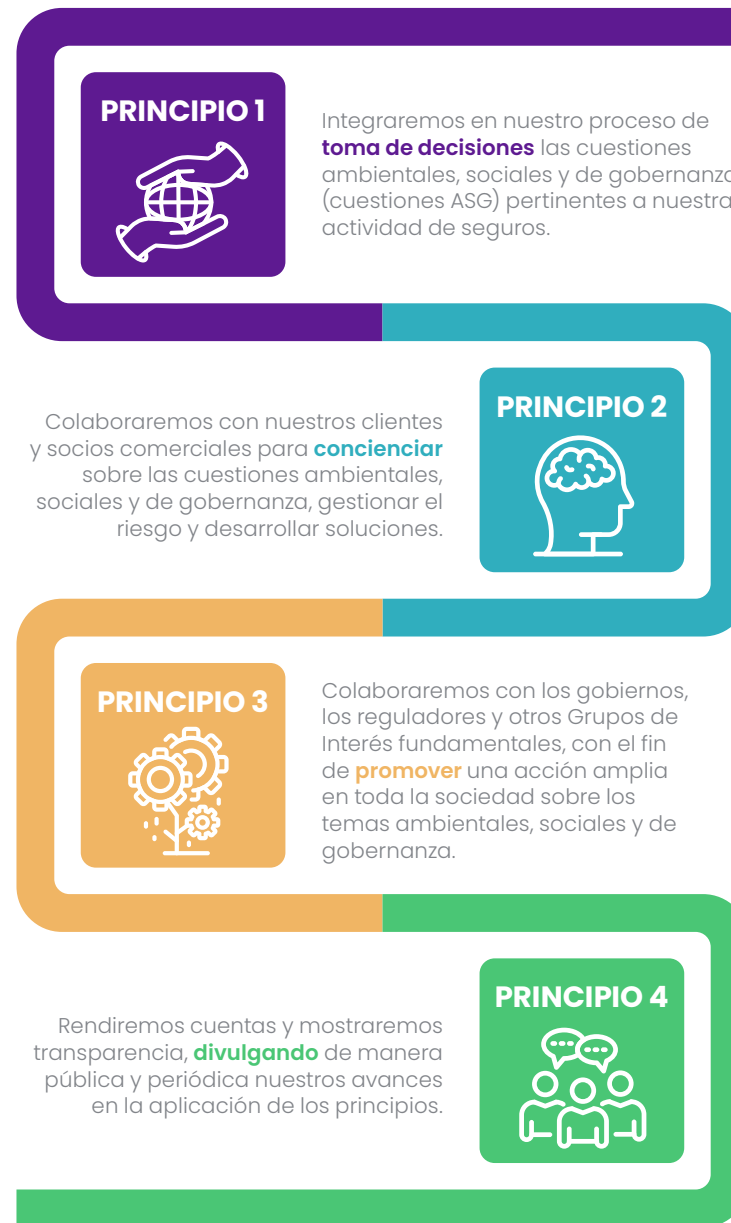 PRINCIPIO 1
Integraremos en nuestro proceso de
toma de decisiones las cuestiones
ambientales, sociales y de gobernanza
(cuestiones ASG) pertinentes a nuestra
actividad de seguros.
Colaboraremos con nuestros clientes
y socios comerciales para concienciar
sobre las cuestiones ambientales,
sociales y de gobernanza, gestionar el
riesgo y desarrollar soluciones.
PRINCIPIO 2
PRINCIPIO 3
Colaboraremos con los gobiernos,
los reguladores y otros Grupos de
Interés fundamentales, con el fin
de promover una acción amplia
en toda la sociedad sobre los
temas ambientales, sociales y de
gobernanza.
Rendiremos cuentas y mostraremos
transparencia, divulgando de manera
pública y periódica nuestros avances
en la aplicación de los principios.
PRINCIPIO 4